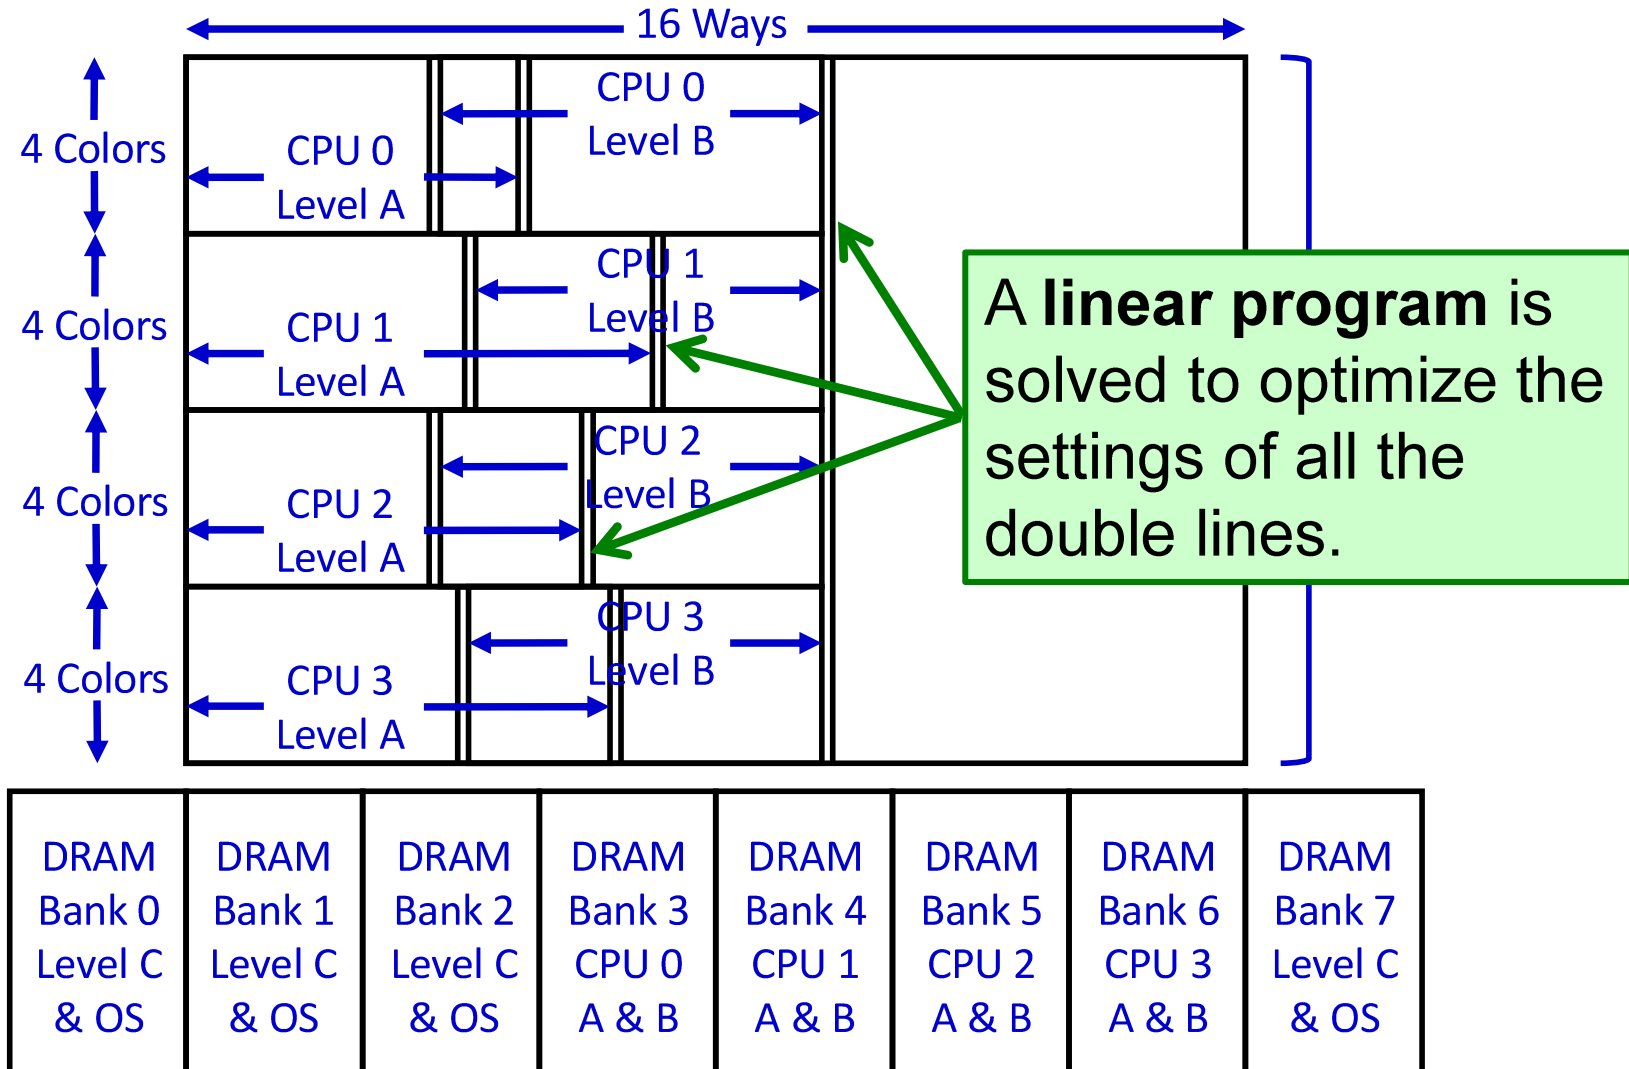 16 Ways
4 Colors
CPU 0
Level B
CPU 0
Level A
4 Colors
CPU 1
Level B
CPU 1
Level A
4 Colors
CPU 2
Level B
CPU 2
Level A
4 Colors
CPU 3
Level B
CPU 3
Level A
A linear program is
solved to optimize the
settings of all the
double lines.
DRAM
Bank 0
Level C
& OS
DRAM
Bank 1
Level C
& OS
DRAM
Bank 2
Level C
& OS
DRAM
Bank 3
CPU 0
A & B
DRAM
Bank 4
CPU 1
A & B
DRAM
Bank 5
CPU 2
A & B
DRAM
Bank 6
CPU 3
A & B
DRAM
Bank 7
Level C
& OS